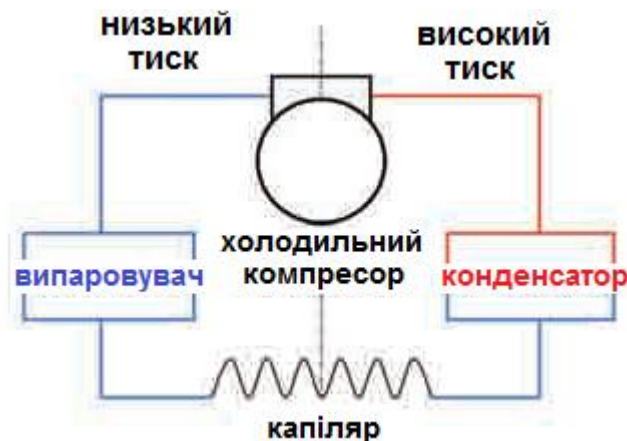 низький
тиск
високий
тиск
холодильний
компресор
випаровувач
конденсатор
капіляр